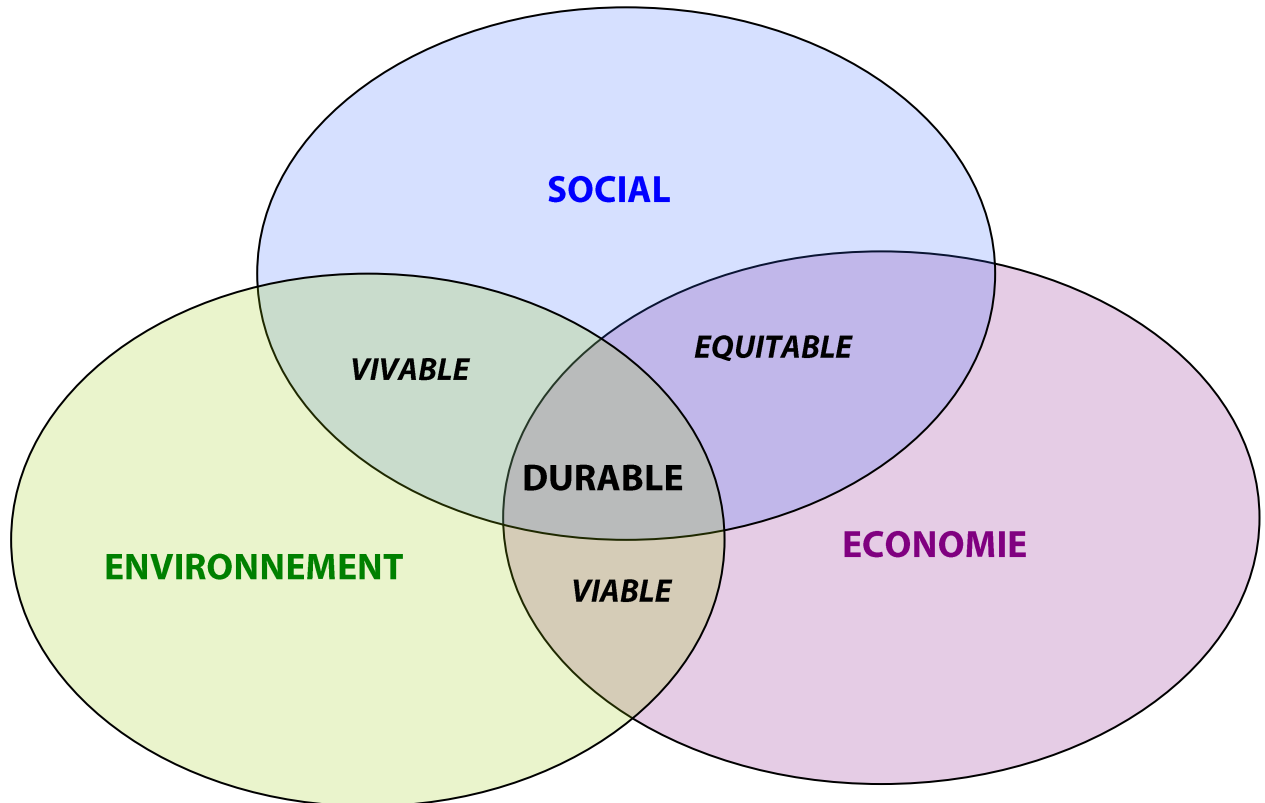 SOCIAL
EQUITABLE
VIVABLE
DURABLE
ECONOMIE
ENVIRONNEMENT
VIABLE